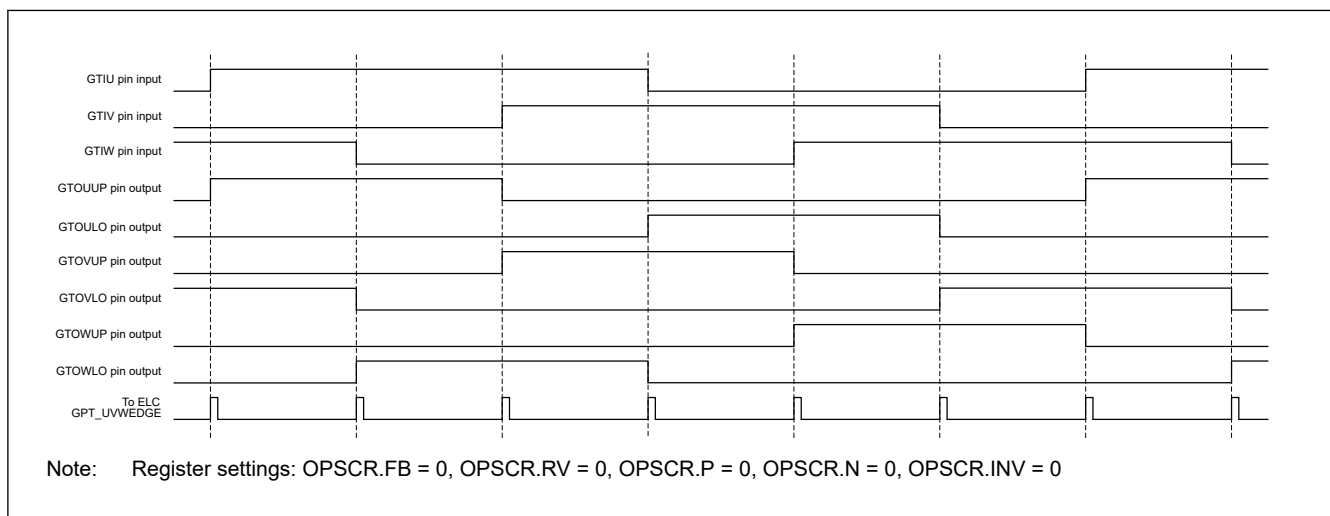 GTIU pin input
GTIV pin input
GTIW pin input
GTOUUP pin output
GTOULO pin output
GTOVUP pin output
GTOVLO pin output
GTOWUP pin output
GTOWLO pin output
To ELC
GPT_UVWEDGE
Note: Register settings: OPSCR.FB = 0, OPSCR.RV = 0, OPSCR.P = 0, OPSCR.N = 0, OPSCR.INV = 0